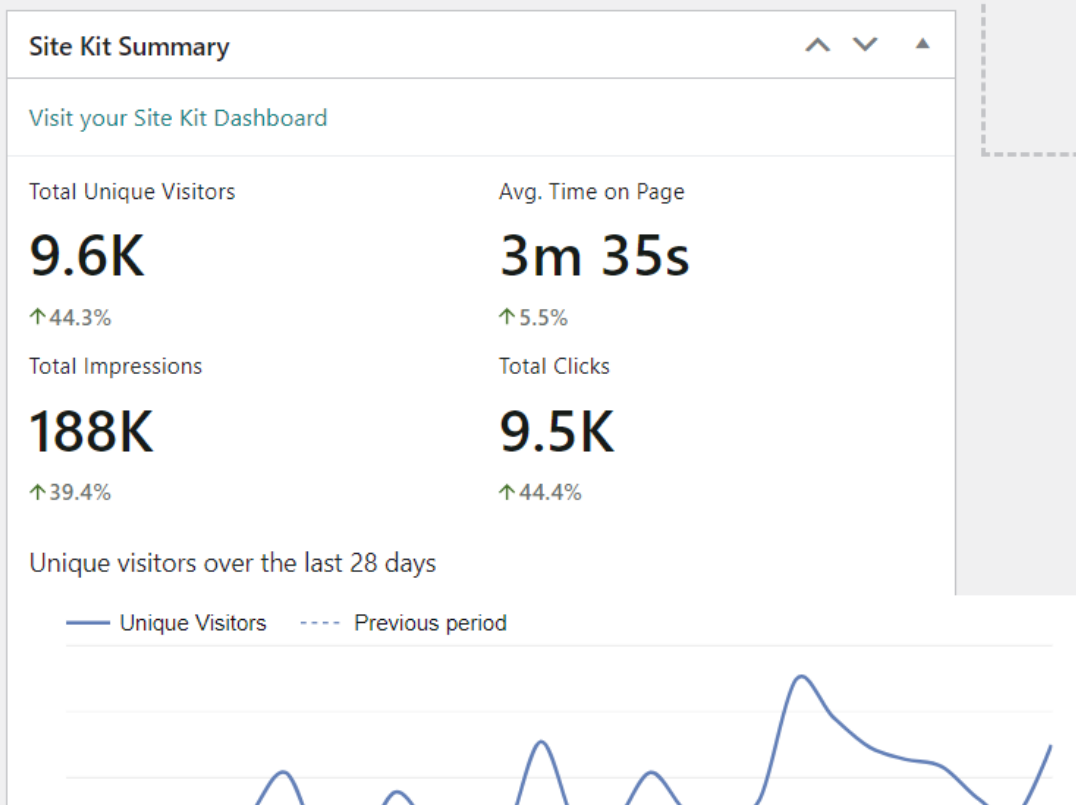 Site Kit Summary
Visit your Site Kit Dashboard
Total Unique Visitors
9.6K
44.3%
Avg. Time on Page
3m 35s
5.5%
Total Impressions
188K
39.4%
Total Clicks
9.5K
44.4%
Unique visitors over the last 28 days
Unique Visitors
Previous period